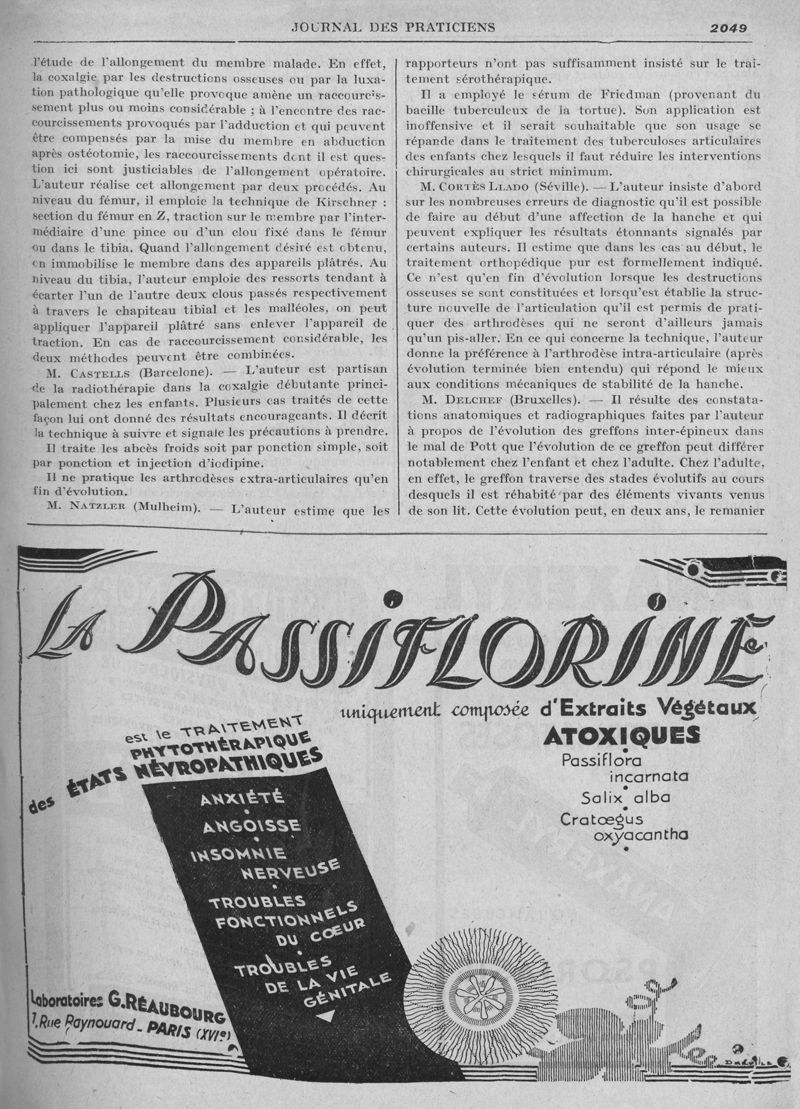 JOURNAL DES PRATICIENS
2049
l'étude de l'allongement du membre malade. En effet,
la coxalgie par les destructions osseuses ou par la luxa-
tion pathologique qu'elle provoque amène un raccourcis-
sement plus ou moins considérable ; à l'encontre des rac-
courcissements provoqués par l'adduction et qui peuvent
être compensés par la mise du membre en abduction
après ostéotomie, les raccourcissements dont il est ques-
tion ici sont justiciables de l'allongement opératoire.
L'auteur réalise cet allongement par deux procédés. Au
niveau du fémur, il emploie la technique de Kirschner :
section du fémur en Z, traction sur le membre par l'inter-
médiaire d'une pince ou d'un clou fixé dans le fémur
ou dans le tibia. Quand l'allongement désiré est obtenu,
on immobilise le membre dans des appareils plâtrés. Au
niveau du tibia, l'auteur emploie des ressorts tendant à
écarter l'un de l'autre deux clous passés respectivement
à travers le chapiteau tibial et les malléoles, on peut
appliquer l'appareil plâtré sans enlever l'appareil de
traction. En cas de raccourcissement considérable, les
deux méthodes peuvent être combinées.
M. CASTELLS (Barcelone). — L'auteur est partisan
de la radiothérapie dans la coxalgie débutante princi-
palement chez les enfants. Plusieurs cas traités de cette
façon lui ont donné des résultats encourageants. Il décrit
la technique à suivre et signale les précautions à prendre.
Il traite les abcès froids soit par ponction simple, soit
par ponction et injection d'iodipine.
Il ne pratique les arthrodèses extra-articulaires qu'en
fin d'évolution.
M. NATZLER (Mulheim). — L'auteur estime que les
rapporteurs n'ont pas suffisamment insisté sur le trai-
tement sérothérapique.
Il a employé le sérum de Friedman (provenant du
bacille tuberculeux de la tortue). Son application est
inoffensive et il serait souhaitable que son usage se
répande dans le traitement des tuberculoses articulaires
des enfants chez lesquels il faut réduire les interventions
chirurgicales au strict minimum.
M. CORTÈS LLADO (Séville). — L'auteur insiste d'abord
sur les nombreuses erreurs de diagnostic qu'il est possible
de faire au début d'une affection de la hanche et qui
peuvent expliquer les résultats étonnants signalés par
certains auteurs. Il estime que dans les cas au début, le
traitement orthopédique pur est formellement indiqué.
Ce n'est qu'en fin d'évolution lorsque les destructions
osseuses se sont constituées et lorsqu'est établie la struc-
ture nouvelle de l'articulation qu'il est permis de prati-
quer des arthrodèses qui ne seront d'ailleurs jamais
qu'un pis-aller. En ce qui concerne la technique, l'auteur
donne la préférence à l'arthrodèse intra-articulaire (après
évolution terminée bien entendu) qui répond le mieux
aux conditions mécaniques de stabilité de la hanche.
M. DELCHEF (Bruxelles). — Il résulte des constata-
tions anatomiques et radiographiques faites par l'auteur
à propos de l'évolution des greffons inter-épineux dans
le mal de Pott que l'évolution de ce greffon peut différer
notablement chez l'enfant et chez l'adulte. Chez l'adulte,
en effet, le greffon traverse des stades évolutifs au cours
desquels il est réhabité par des éléments vivants venus
de son lit. Cette évolution peut, en deux ans, le remanier
LA PASSIFLORINE
uniquement composée d'Extraits Végétaux
ATOXIQUES
Passiflora
incarnata
Salix alba
Cratœgus
oxyacantha
est le TRAITEMENT
PHYTOTHÉRAPIQUE
des ÉTATS NÉVROPATHIQUES
ANXIÉTÉ
ANGOISSE
INSOMNIE
NERVEUSE
TROUBLES
FONCTIONNELS
DU CŒUR
TROUBLES
DE LA VIE
GÉNITALE
Laboratoires G. RÉAUBOURG
1, Rue Raynouard - PARIS (XVIe)